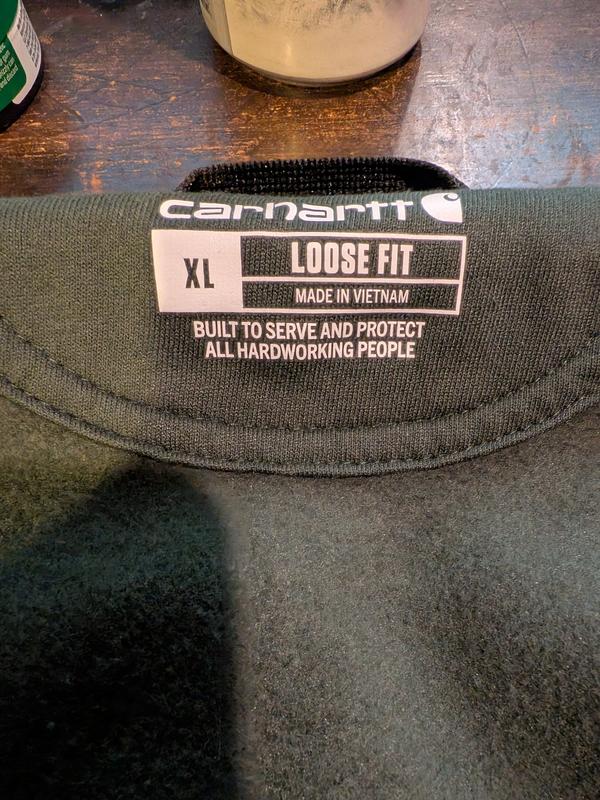 carhartt
XL
LOOSE FIT
MADE IN VIETNAM
BUILT TO SERVE AND PROTECT
ALL HARDWORKING PEOPLE